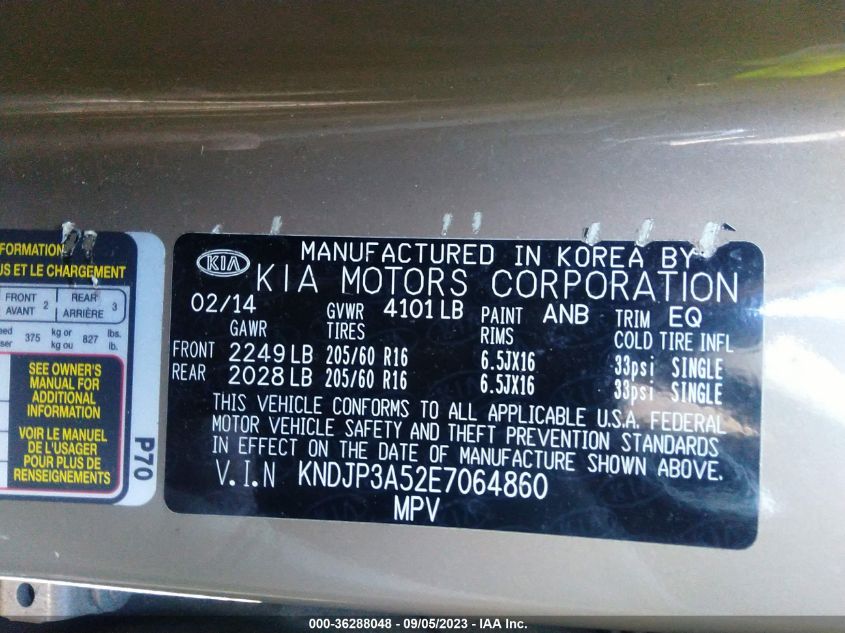 FORMATION
US ET LE CHARGEMENT
FRONT
AVANT 2
REAR
ARRIÈRE 3
375 kg or 827 lbs.
kg ou lb.
SEE OWNER'S
MANUAL FOR
ADDITIONAL
INFORMATION
VOIR LE MANUEL
DE L'USAGER
POUR PLUS DE
RENSEIGNEMENTS
P70
KIA
MANUFACTURED IN KOREA BY
KIA MOTORS CORPORATION
02/14 GVWR 4101 LB PAINT ANB TRIM EQ
GAWR TIRES RIMS COLD TIRE INFL
FRONT 2249 LB 205/60 R16 6.5JX16 33psi SINGLE
REAR 2028 LB 205/60 R16 6.5JX16 33psi SINGLE
THIS VEHICLE CONFORMS TO ALL APPLICABLE U.S.A. FEDERAL
MOTOR VEHICLE SAFETY AND THEFT PREVENTION STANDARDS
IN EFFECT ON THE DATE OF MANUFACTURE SHOWN ABOVE.
V.I.N KNDJP3A52E7064860
MPV
000-36288048 - 09/05/2023 - IAA Inc.